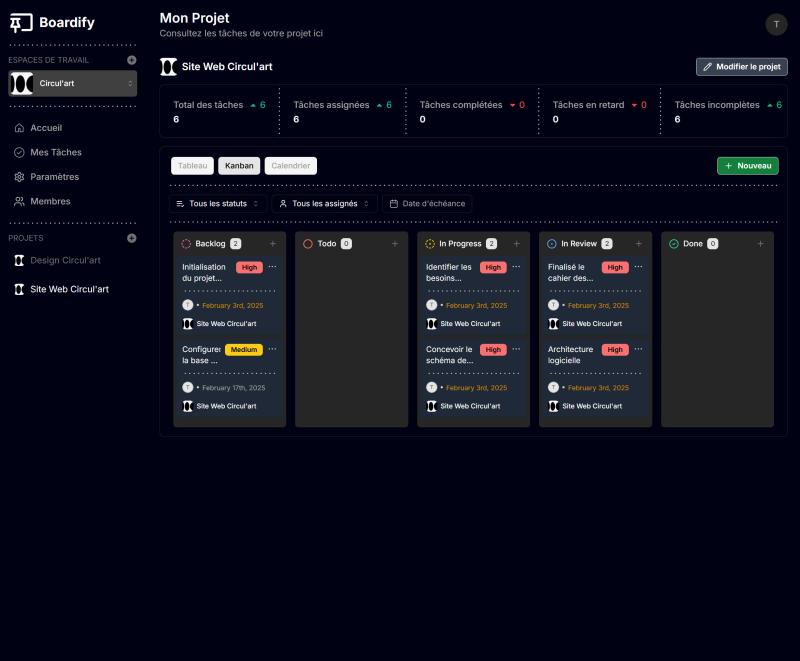 Boardify
ESPACES DE TRAVAIL
Circul'art
Accueil
Mes Tâches
Paramètres
Membres
PROJETS
Design Circul'art
Site Web Circul'art
Mon Projet
Consultez les tâches de votre projet ici
T
Site Web Circul'art
Modifier le projet
Total des tâches 6
6
Tâches assignées 6
6
Tâches complétées 0
0
Tâches en retard 0
0
Tâches incomplètes 6
6
Tableau
Kanban
Calendrier
Nouveau
Tous les statuts
Tous les assignés
Date d'échéance
Backlog 2
Initialisation
du projet...
High
T • February 3rd, 2025
Site Web Circul'art
Configurer
la base ...
Medium
T • February 17th, 2025
Site Web Circul'art
Todo 0
In Progress 2
Identifier les
besoins...
High
T • February 3rd, 2025
Site Web Circul'art
Concevoir le
schéma de...
High
T • February 3rd, 2025
Site Web Circul'art
In Review 2
Finalisé le
cahier des...
High
T • February 3rd, 2025
Site Web Circul'art
Architecture
logicielle
High
T • February 3rd, 2025
Site Web Circul'art
Done 0